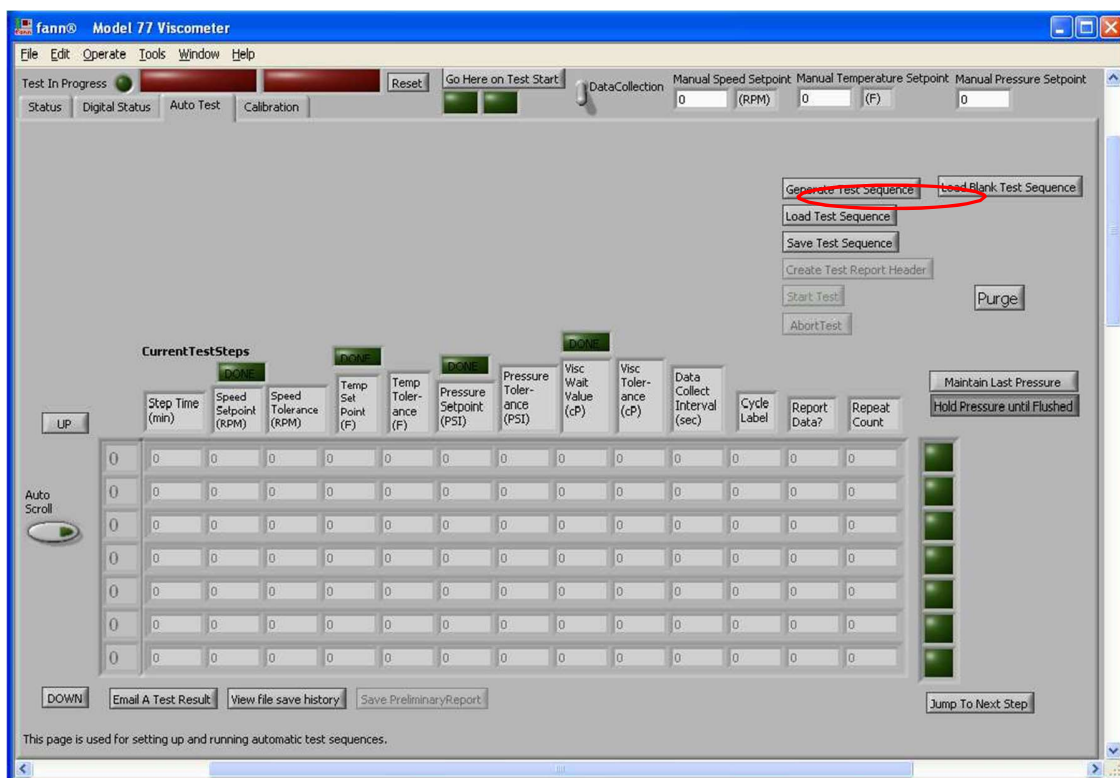 fann® Model 77 Viscometer
File Edit Operate Tools Window Help
Test In Progress
Reset
Go Here on Test Start
DataCollection
Manual Speed Setpoint
0
(RPM)
Manual Temperature Setpoint
0
(F)
Manual Pressure Setpoint
0
Status
Digital Status
Auto Test
Calibration
Generate Test Sequence
Load Blank Test Sequence
Load Test Sequence
Save Test Sequence
Create Test Report Header
Start Test
Purge
AbortTest
CurrentTestSteps
DONE
DONE
DONE
DONE
UP
Step Time
(min)
Speed
Setpoint
(RPM)
Speed
Tolerance
(RPM)
Temp
Set
Point
(F)
Temp
Toler-
ance
(F)
Pressure
Setpoint
(PSI)
Pressure
Toler-
ance
(PSI)
Visc
Wait
Value
(cP)
Visc
Toler-
ance
(cP)
Data
Collect
Interval
(sec)
Cycle
Label
Report
Data?
Repeat
Count
Maintain Last Pressure
Hold Pressure until Flushed
0 0 0 0 0 0 0 0 0 0 0 0 0 0
0 0 0 0 0 0 0 0 0 0 0 0 0 0
Auto
Scroll
0 0 0 0 0 0 0 0 0 0 0 0 0 0
0 0 0 0 0 0 0 0 0 0 0 0 0 0
0 0 0 0 0 0 0 0 0 0 0 0 0 0
0 0 0 0 0 0 0 0 0 0 0 0 0 0
0 0 0 0 0 0 0 0 0 0 0 0 0 0
DOWN
Email A Test Result
View file save history
Save PreliminaryReport
Jump To Next Step
This page is used for setting up and running automatic test sequences.